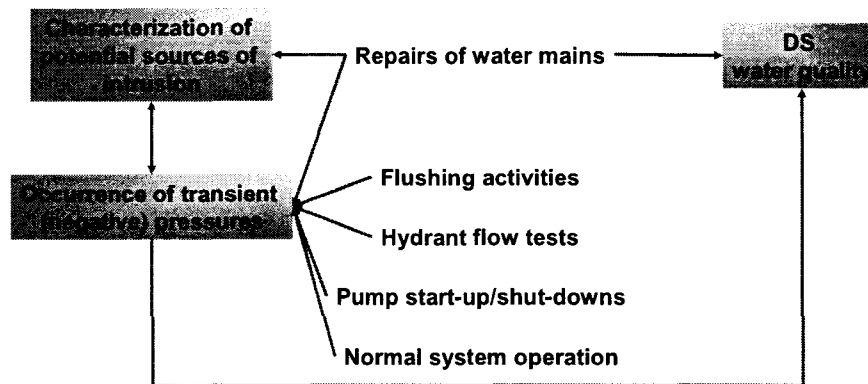 Characterization of
potential sources of
intrusion
Repairs of water mains
DS
water quality
Occurrence of transient
(negative) pressures
Flushing activities
Hydrant flow tests
Pump start-up/shut-downs
Normal system operation